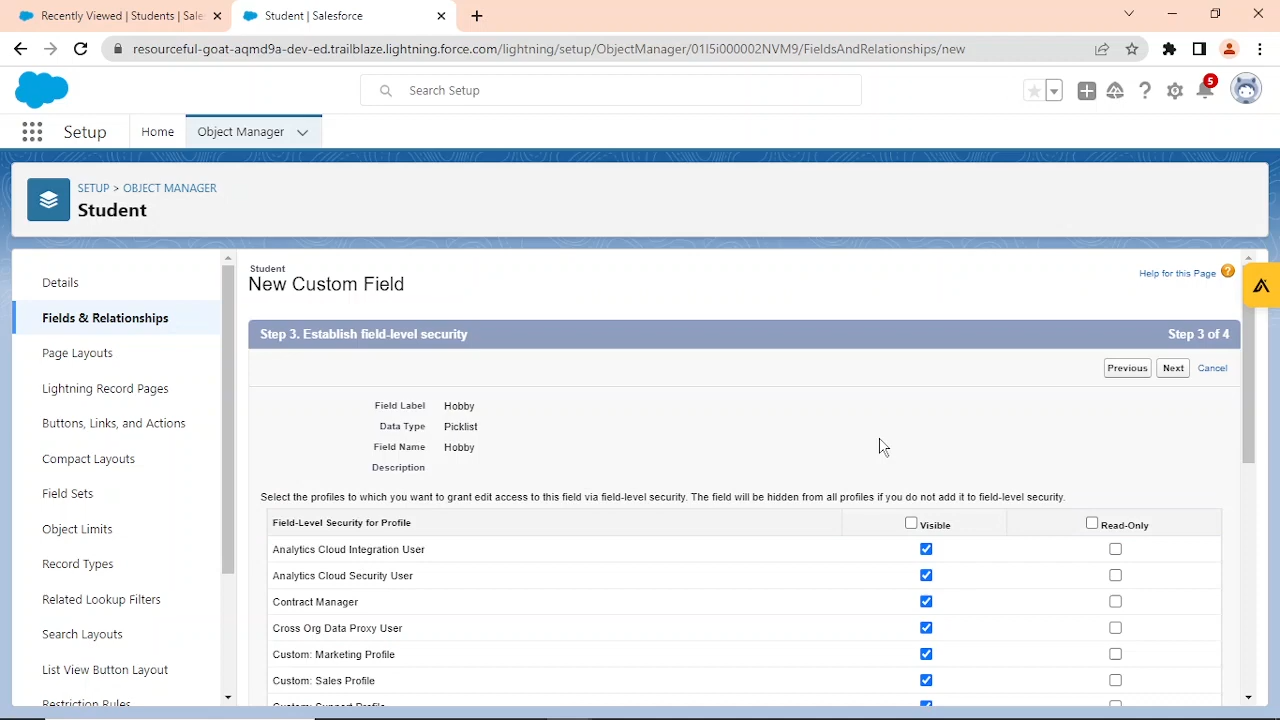 Recently Viewed | Students | Sale
Student | Salesforce
resourceful-goat-aqmd9a-dev-ed.trailblaze.lightning.force.com/lightning/setup/ObjectManager/01I5i000002NVM9/FieldsAndRelationships/new
Search Setup
5
Setup
Home
Object Manager
SETUP > OBJECT MANAGER
Student
Details
Fields & Relationships
Page Layouts
Lightning Record Pages
Buttons, Links, and Actions
Compact Layouts
Field Sets
Object Limits
Record Types
Related Lookup Filters
Search Layouts
List View Button Layout
Restriction Rules
Student
New Custom Field
Help for this Page
Step 3. Establish field-level security
Step 3 of 4
Previous
Next
Cancel
Field Label Hobby
Data Type Picklist
Field Name Hobby
Description
Select the profiles to which you want to grant edit access to this field via field-level security. The field will be hidden from all profiles if you do not add it to field-level security.
Field-Level Security for Profile
Visible
Read-Only
Analytics Cloud Integration User
Analytics Cloud Security User
Contract Manager
Cross Org Data Proxy User
Custom: Marketing Profile
Custom: Sales Profile
Custom: Support Profile